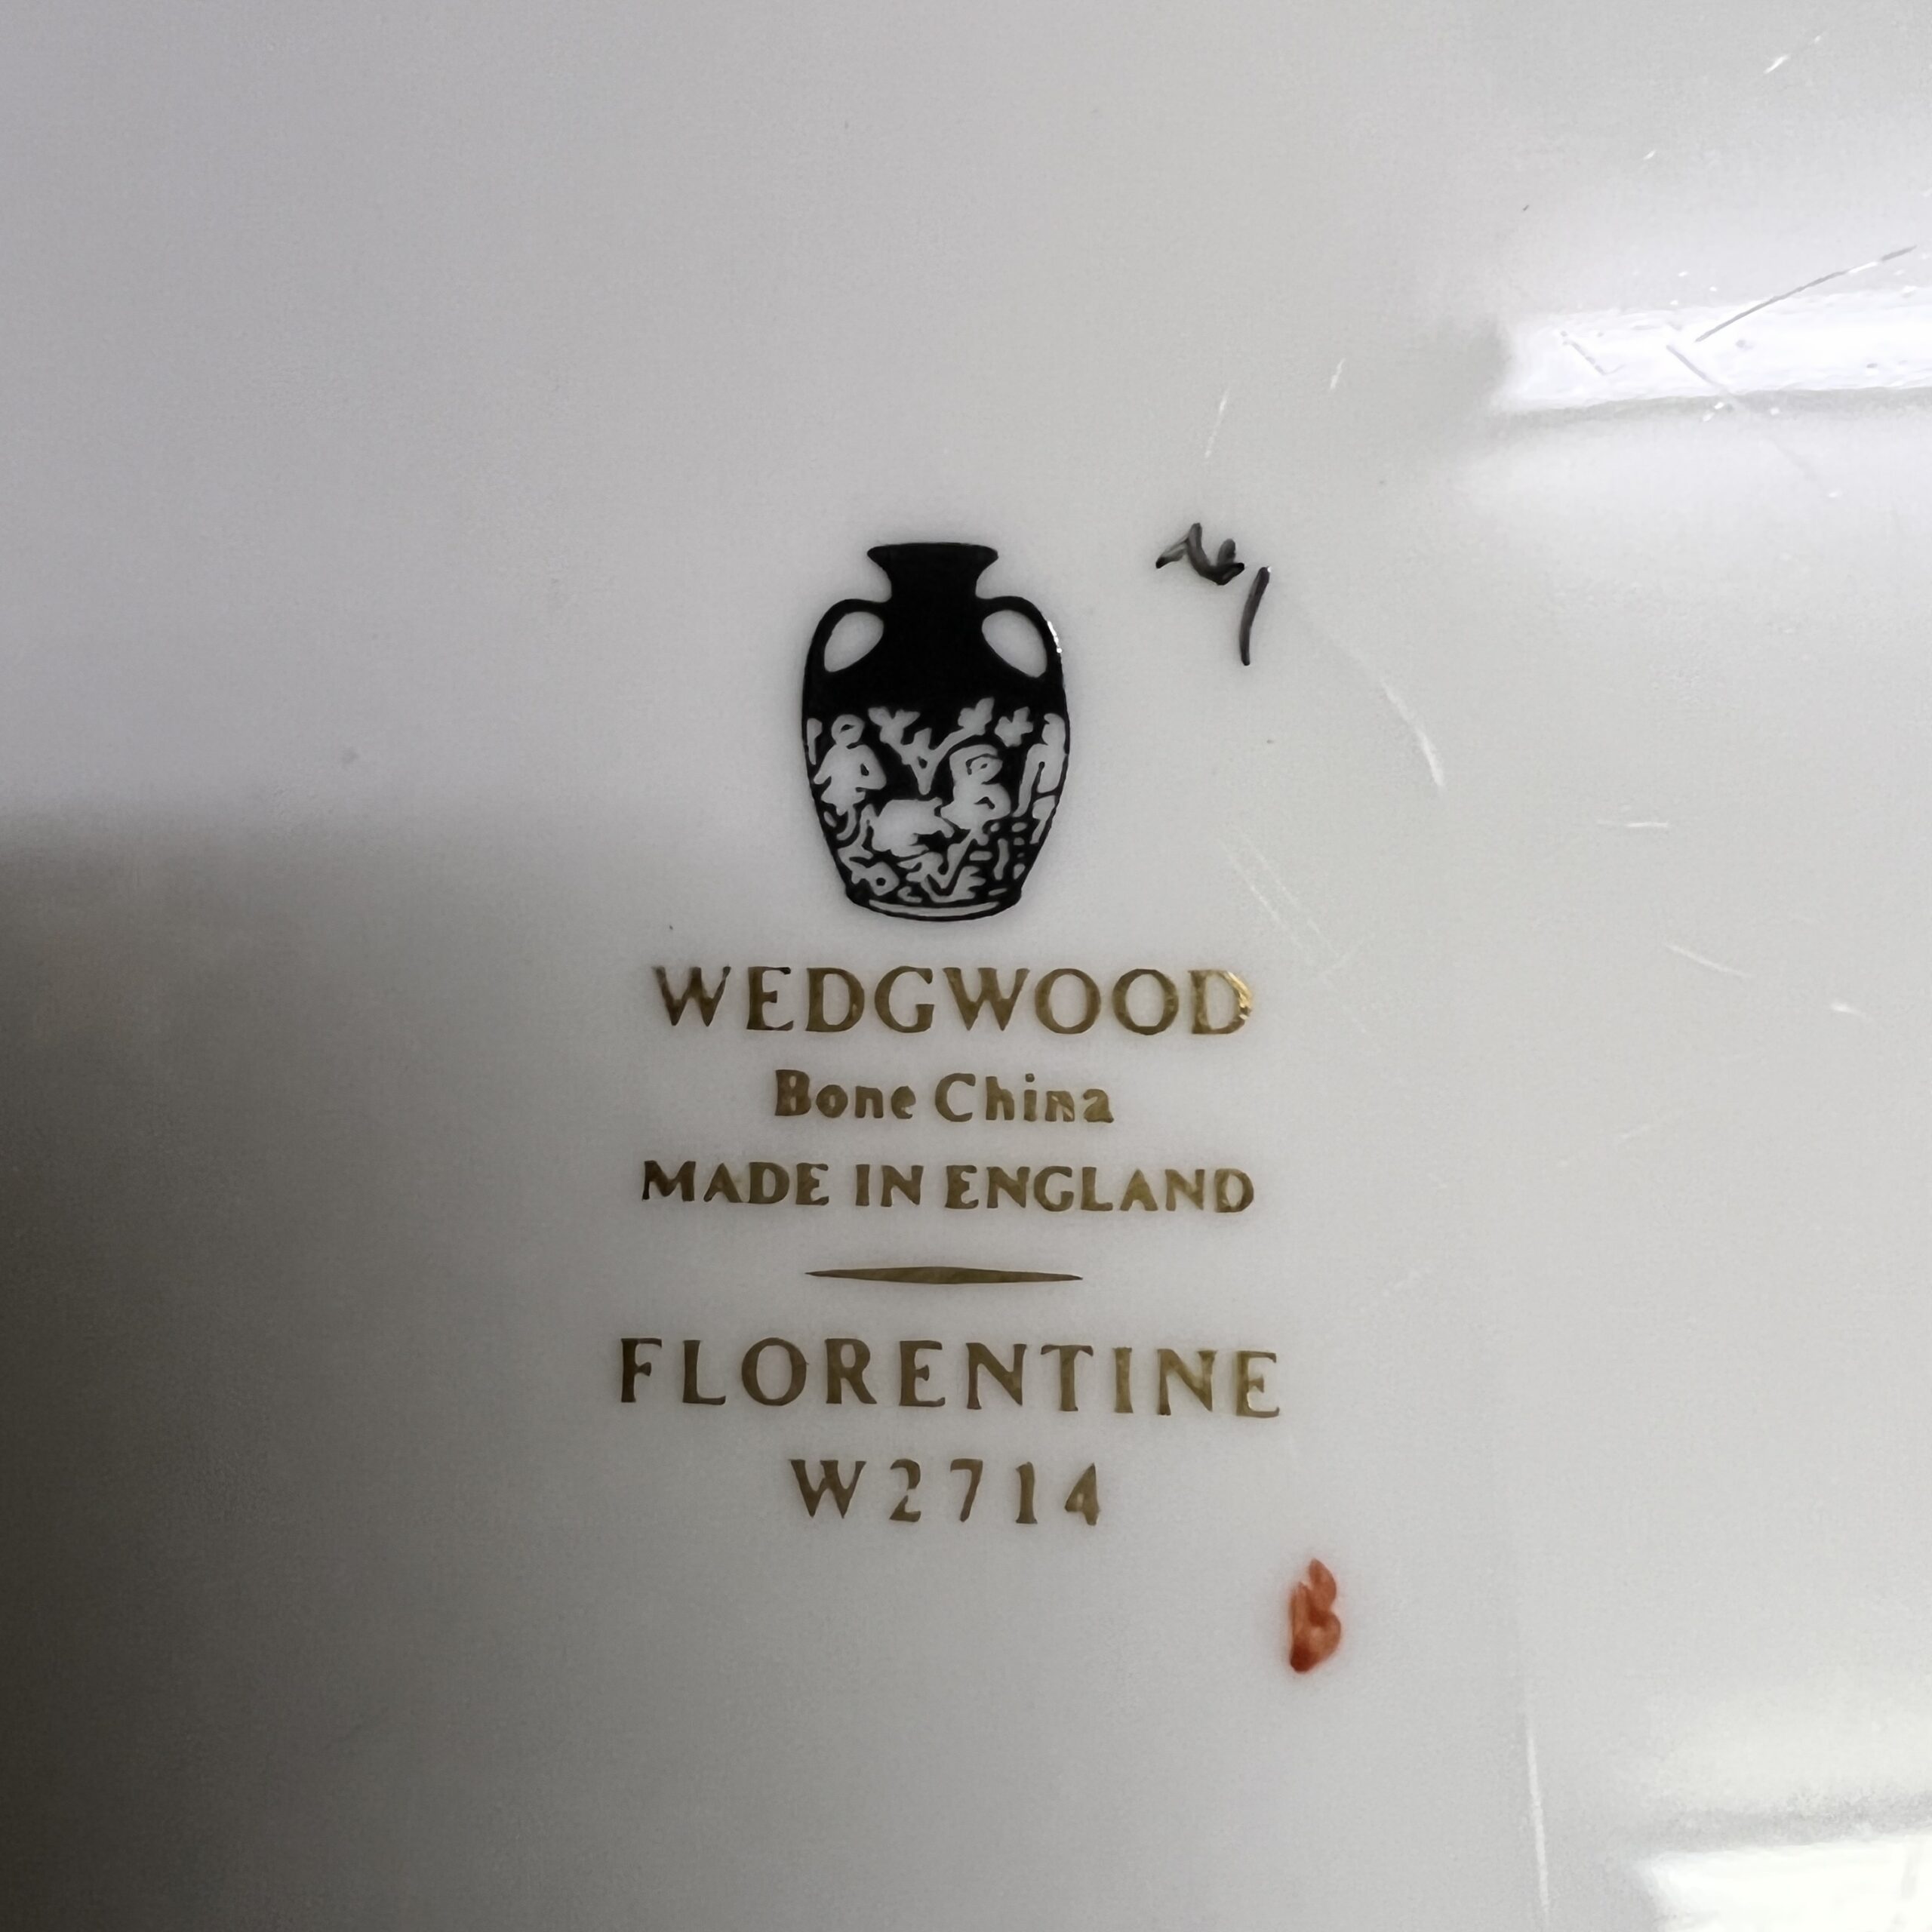 WEDGWOOD
Bone China
MADE IN ENGLAND
FLORENTINE
W2714
B